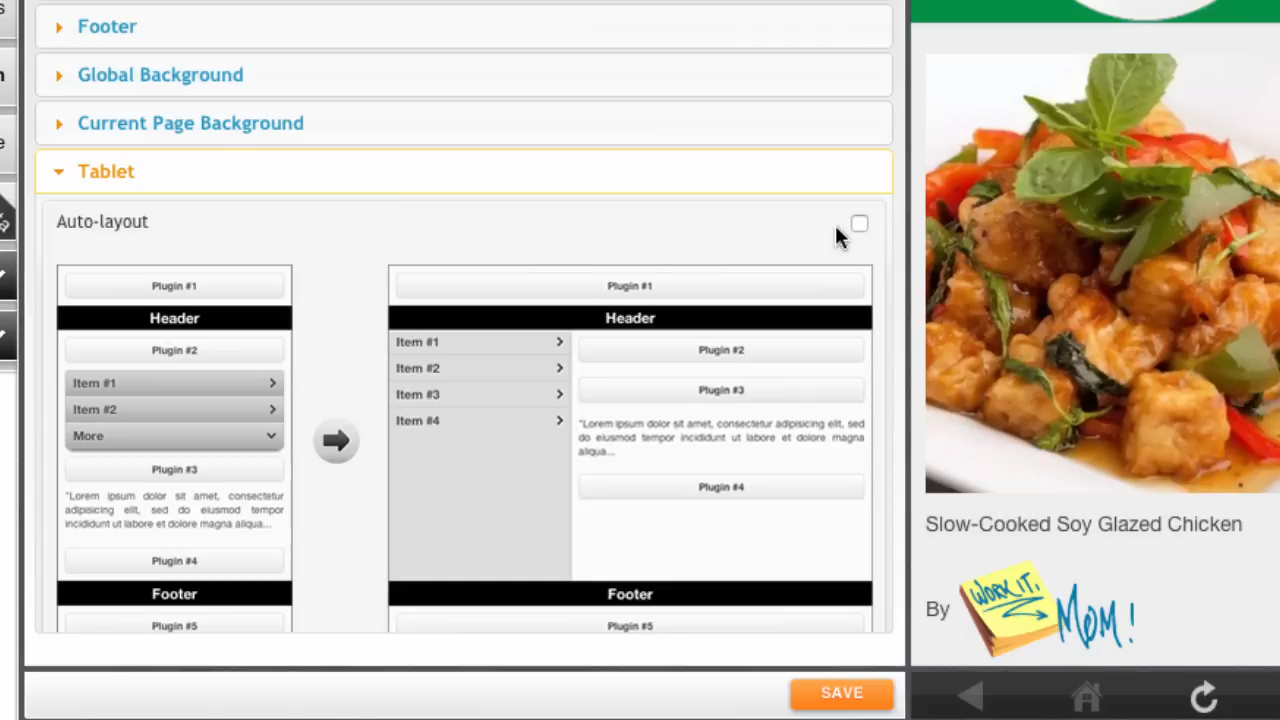 s
Footer
Global Background
n
Current Page Background
e
Tablet
Auto-layout
Plugin #1
Header
Plugin #2
Item #1
Item #2
More
Plugin #3
"Lorem ipsum dolor sit amet, consectetur
adipisicing elit, sed do eiusmod tempor
incididunt ut labore et dolore magna aliqua...
Plugin #4
Footer
Plugin #5
Plugin #1
Header
Item #1
Item #2
Item #3
Item #4
Plugin #2
Plugin #3
"Lorem ipsum dolor sit amet, consectetur adipisicing elit, sed
do eiusmod tempor incididunt ut labore et dolore magna
aliqua...
Plugin #4
Footer
Plugin #5
SAVE
Slow-Cooked Soy Glazed Chicken
By
WORK IT,
Mom!